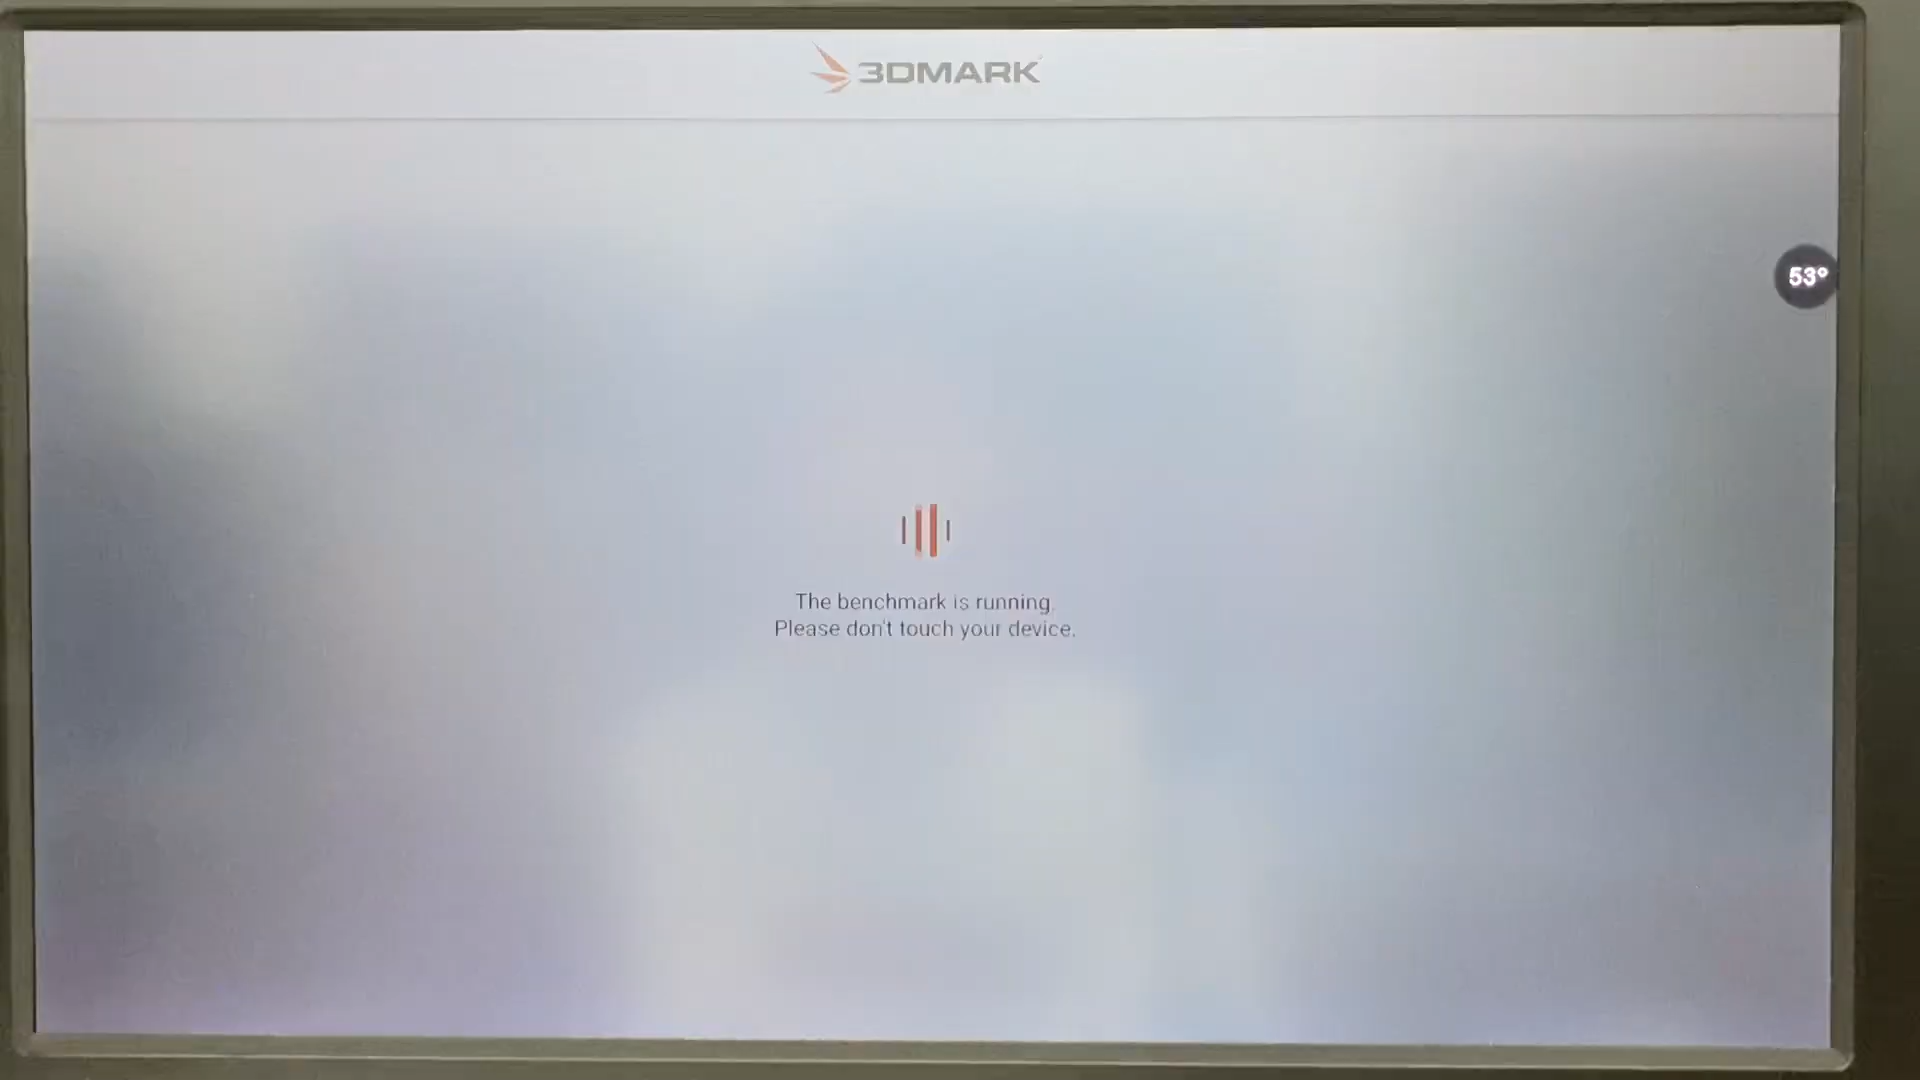 3DMARK
53°
The benchmark is running.
Please don't touch your device.